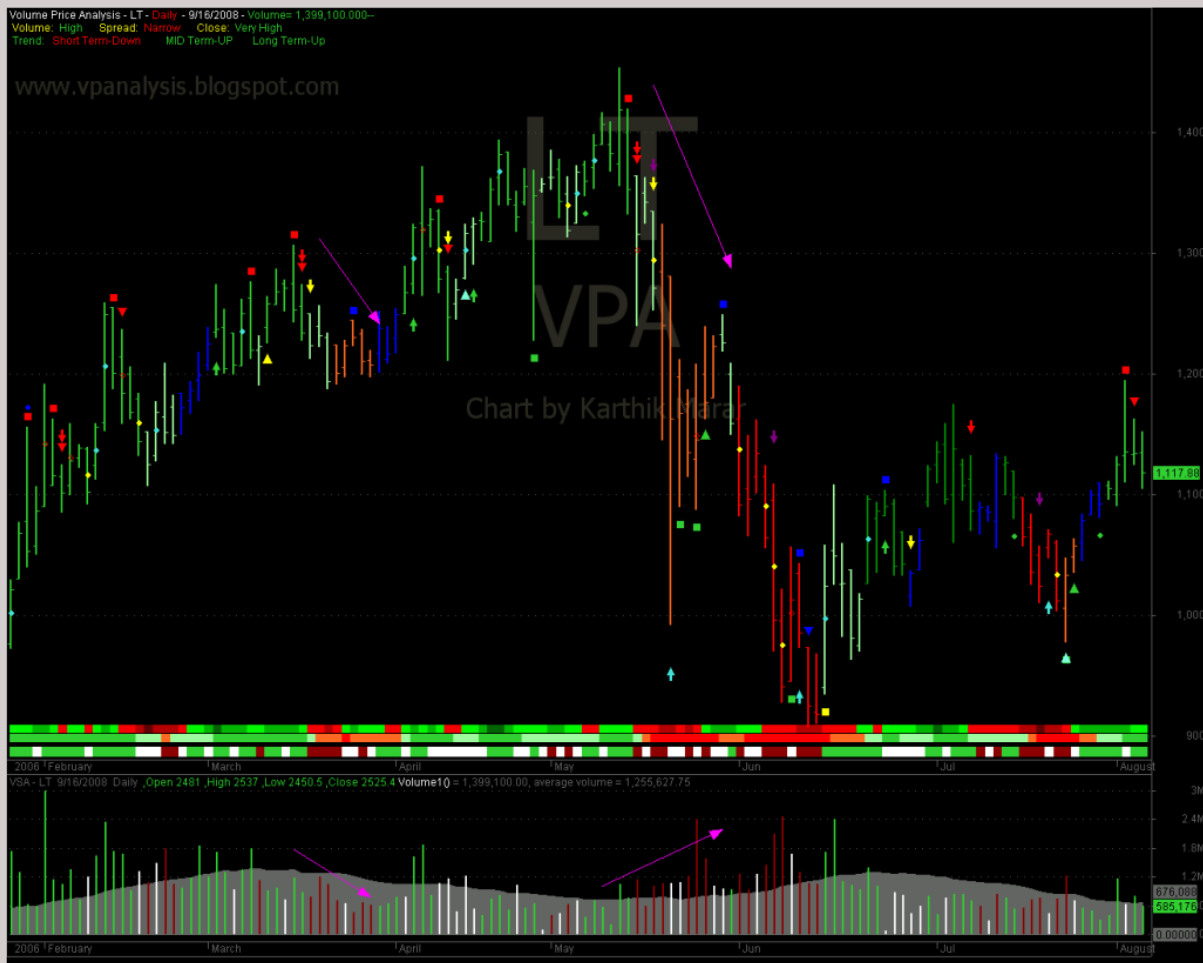 Volume Price Analysis - LT - Daily - 9/16/2008 - Volume= 1,399,100.000--
Volume: High Spread: Narrow Close: Very High
Trend: Short Term-Down MID Term-UP Long Term-Up
www.vpanalysis.blogspot.com
LT
VPA
Chart by Karthik Marar
1,400
1,300
1,200
1,117.88
1,100
1,000
900
2006 February March April May Jun Jul August
VSA - LT 9/16/2008 Daily ,Open 2481 ,High 2537 ,Low 2450.5 ,Close 2525.4 Volume1() = 1,399,100.00, average volume = 1,255,627.75
3M
2.4M
1.8M
1.2M
676,088
585,176
0.00000
2006 February March April May Jun Jul August